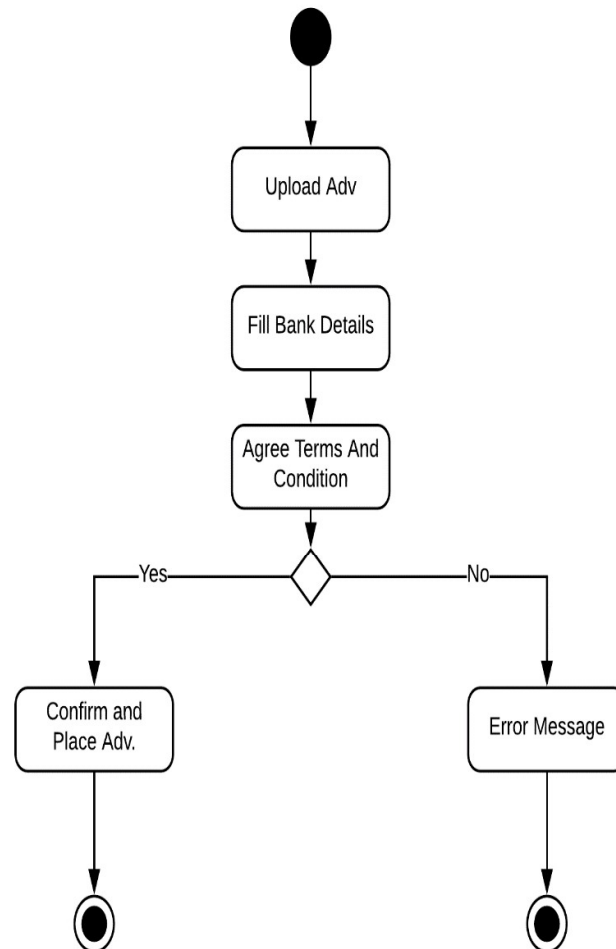 Upload Adv
Fill Bank Details
Agree Terms And
Condition
Yes
No
Confirm and
Place Adv.
Error Message